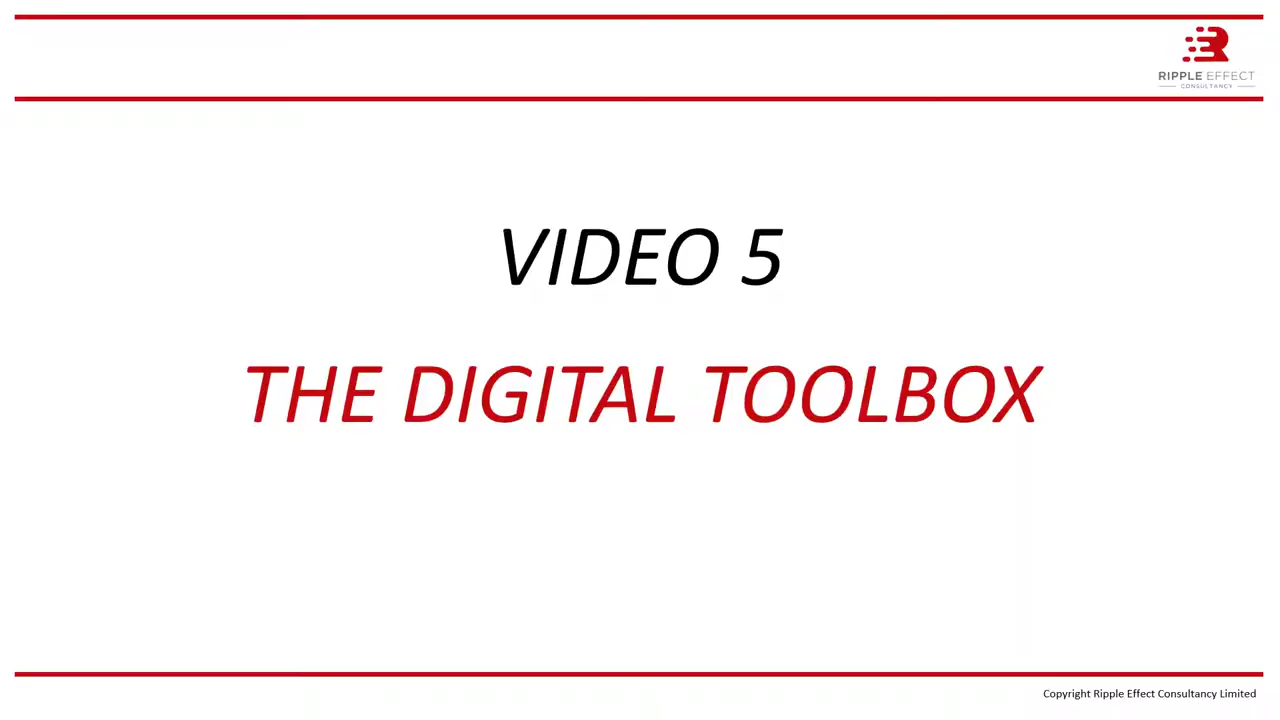 RIPPLE EFFECT
CONSULTANCY
VIDEO 5
THE DIGITAL TOOLBOX
Copyright Ripple Effect Consultancy Limited